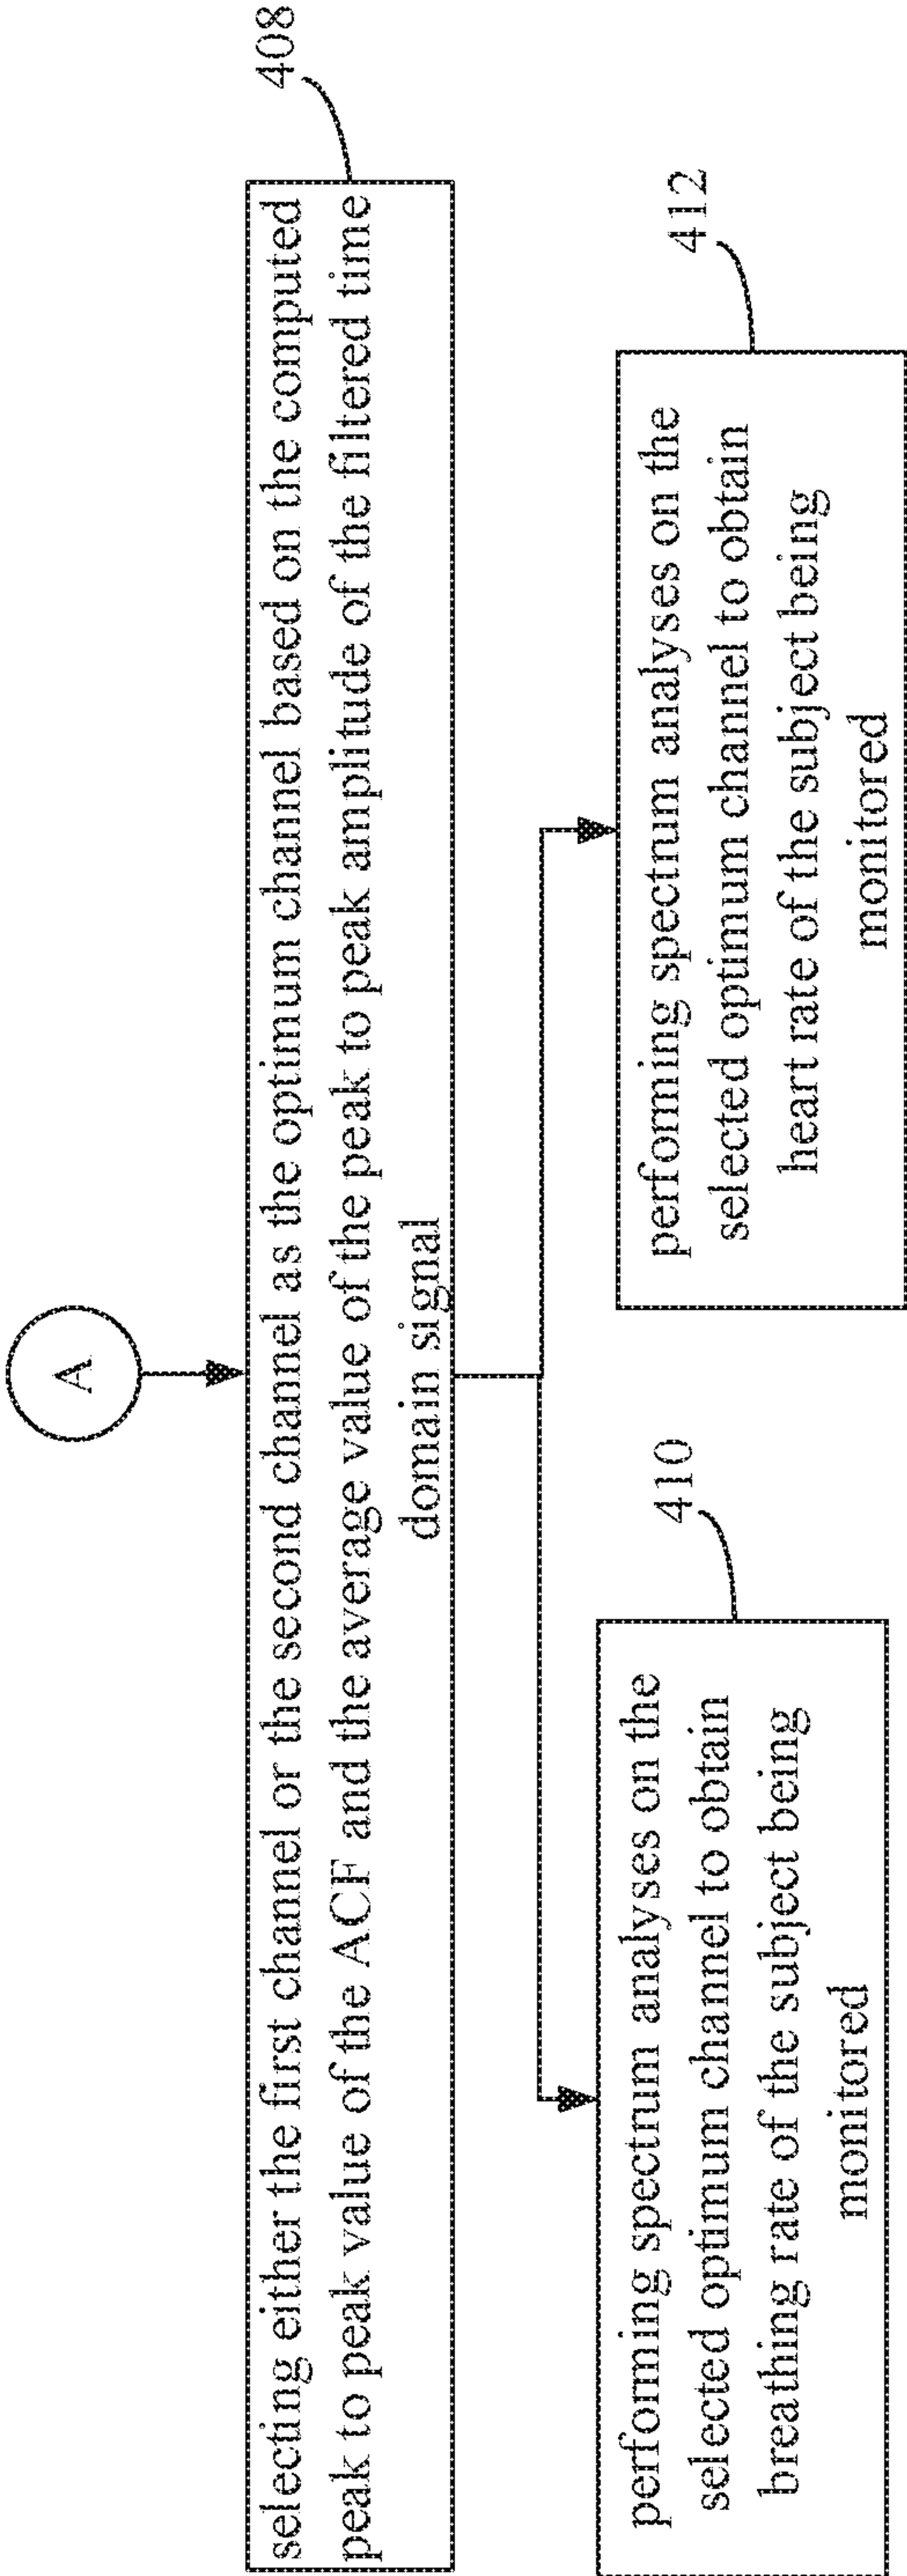 A
408
selecting either the first channel or the second channel as the optimum channel based on the computed
peak to peak value of the ACF and the average value of the peak to peak amplitude of the filtered time
domain signal
410
performing spectrum analyses on the
selected optimum channel to obtain
breathing rate of the subject being
monitored
412
performing spectrum analyses on the
selected optimum channel to obtain
heart rate of the subject being
monitored